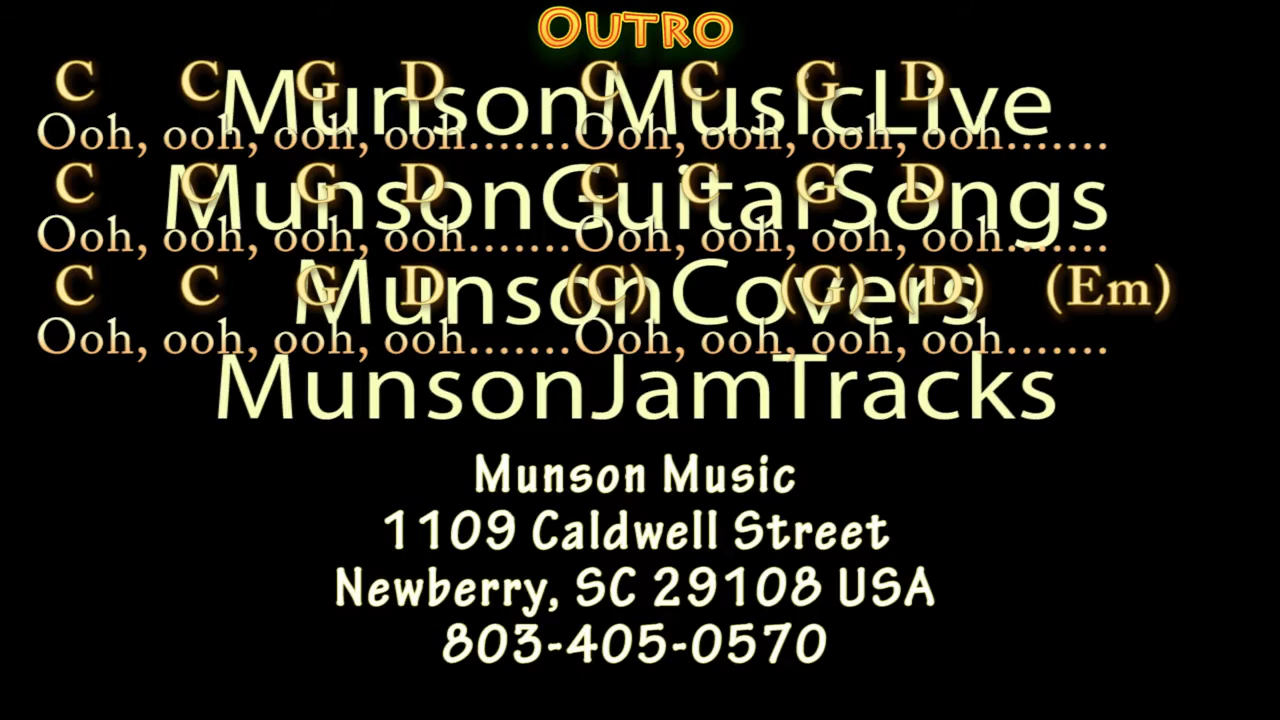 OUTRO
C C G D C C G D
MunsonMusicLive
Ooh, ooh, ooh, ooh.......Ooh, ooh, ooh, ooh.......
C C G D C C G D
MunsonGuitarSongs
Ooh, ooh, ooh, ooh.......Ooh, ooh, ooh, ooh.......
C C G D (C) (G) (D) (Em)
MunsonCovers
Ooh, ooh, ooh, ooh.......Ooh, ooh, ooh, ooh.......
MunsonJamTracks
Munson Music
1109 Caldwell Street
Newberry, SC 29108 USA
803-405-0570